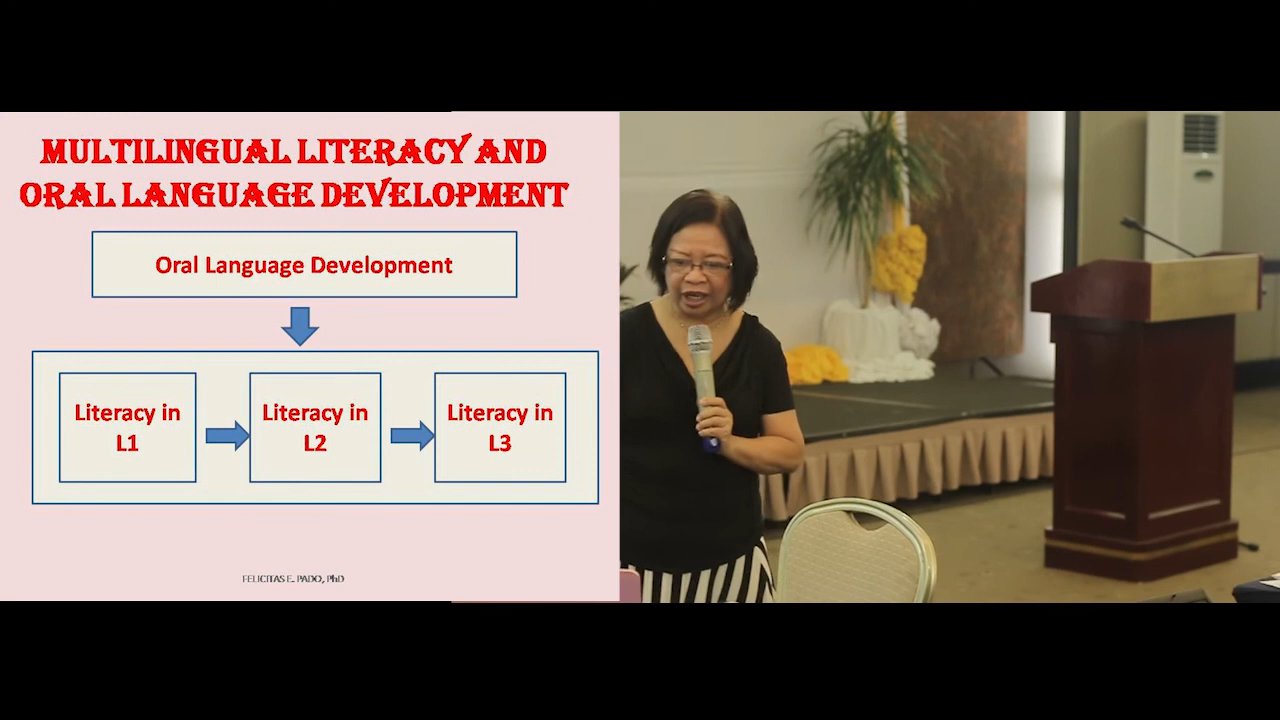 MULTILINGUAL LITERACY AND
ORAL LANGUAGE DEVELOPMENT
Oral Language Development
Literacy in
L1
Literacy in
L2
Literacy in
L3
FELICITAS E. PADO, PhD